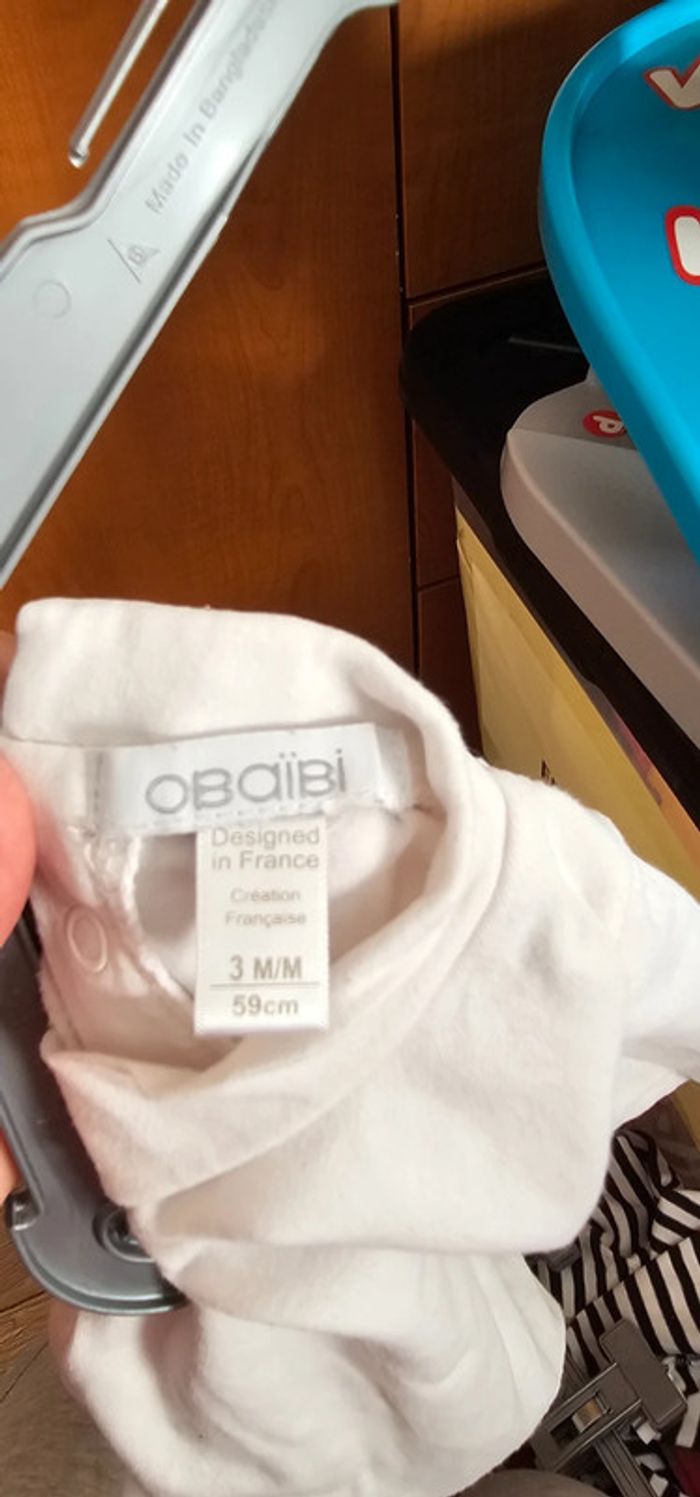 Made In Bangladesh
OBaïBi
Designed
in France
Création
Française
3 M/M
59cm